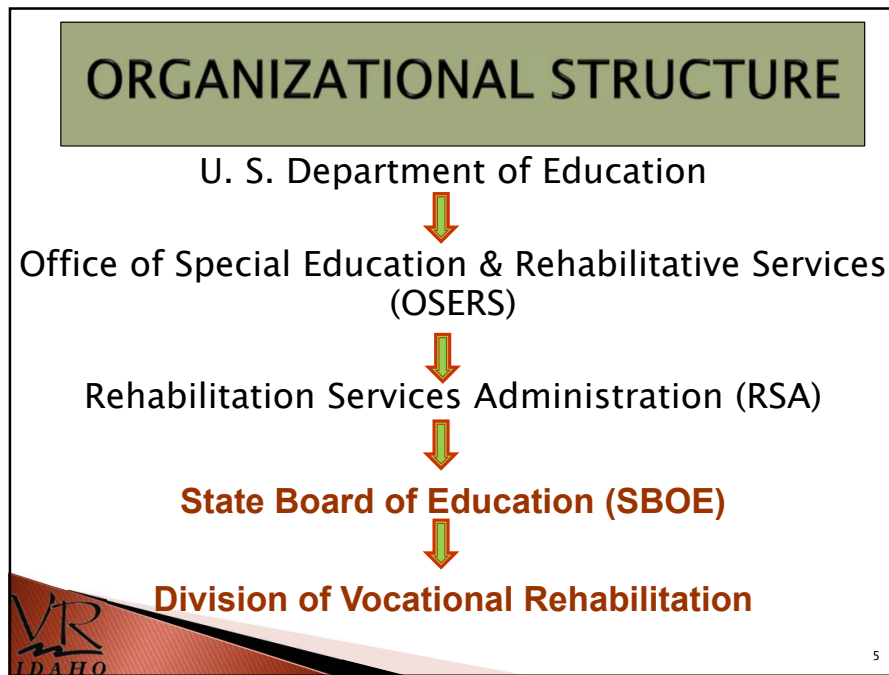 ORGANIZATIONAL STRUCTURE
U. S. Department of Education
Office of Special Education & Rehabilitative Services
(OSERS)
Rehabilitation Services Administration (RSA)
State Board of Education (SBOE)
Division of Vocational Rehabilitation
VR
IDAHO
5